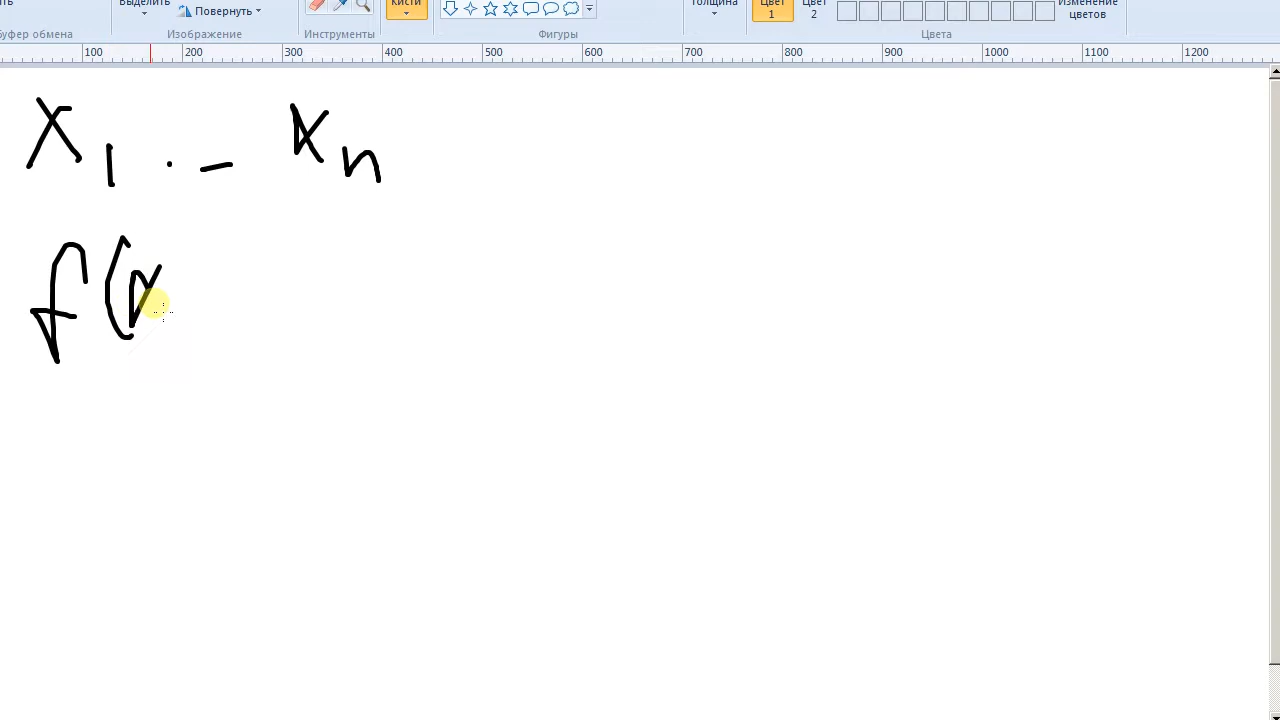 ть Выделить Повернуть Кисти Толщина Цвет 1 Цвет 2 Изменение цветов
уфер обмена Изображение Инструменты Фигуры Цвета
100 200 300 400 500 600 700 800 900 1000 1100 1200
X1 . - Xn
f(x